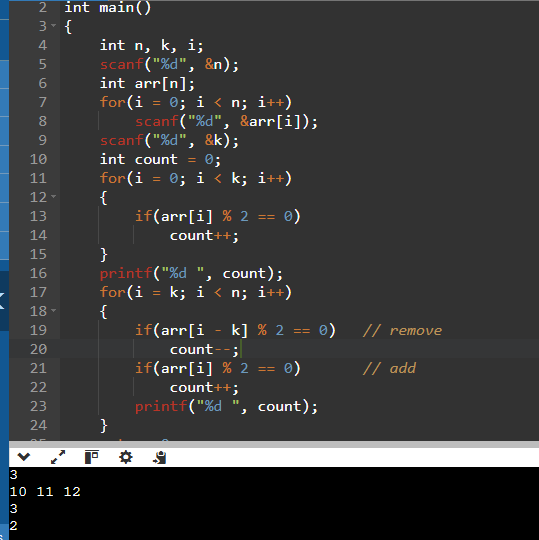 2 int main()
3 {
4 int n, k, i;
5 scanf("%d", &n);
6 int arr[n];
7 for(i = 0; i < n; i++)
8 scanf("%d", &arr[i]);
9 scanf("%d", &k);
10 int count = 0;
11 for(i = 0; i < k; i++)
12 {
13 if(arr[i] % 2 == 0)
14 count++;
15 }
16 printf("%d ", count);
17 for(i = k; i < n; i++)
18 {
19 if(arr[i - k] % 2 == 0) // remove
20 count--;
21 if(arr[i] % 2 == 0) // add
22 count++;
23 printf("%d ", count);
24 }
3
10 11 12
3
2